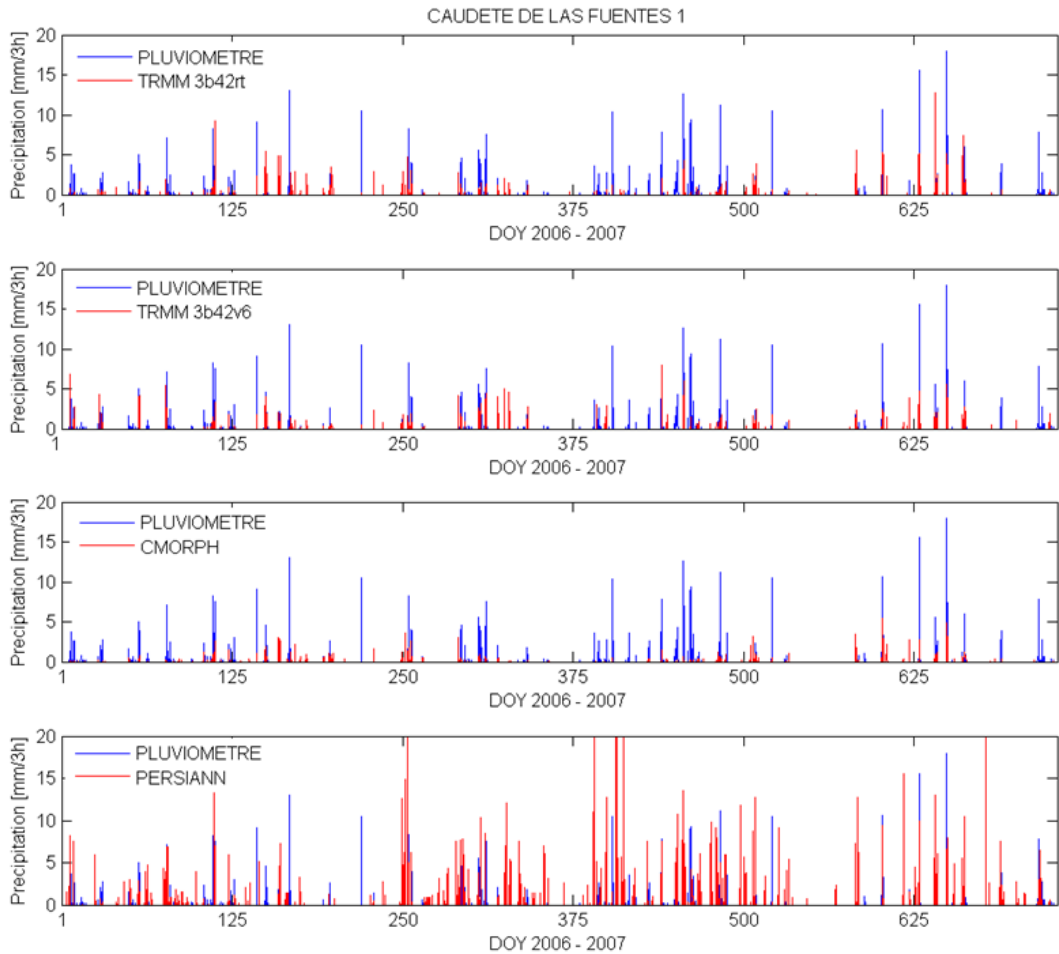 CAUDETE DE LAS FUENTES 1
Precipitation [mm/3h]
20
15
10
5
0
PLUVIOMETRE
TRMM 3b42rt
1 125 250 375 500 625
DOY 2006 - 2007
Precipitation [mm/3h]
20
15
10
5
0
PLUVIOMETRE
TRMM 3b42v6
1 125 250 375 500 625
DOY 2006 - 2007
Precipitation [mm/3h]
20
15
10
5
0
PLUVIOMETRE
CMORPH
1 125 250 375 500 625
DOY 2006 - 2007
Precipitation [mm/3h]
20
15
10
5
0
PLUVIOMETRE
PERSIANN
1 125 250 375 500 625
DOY 2006 - 2007